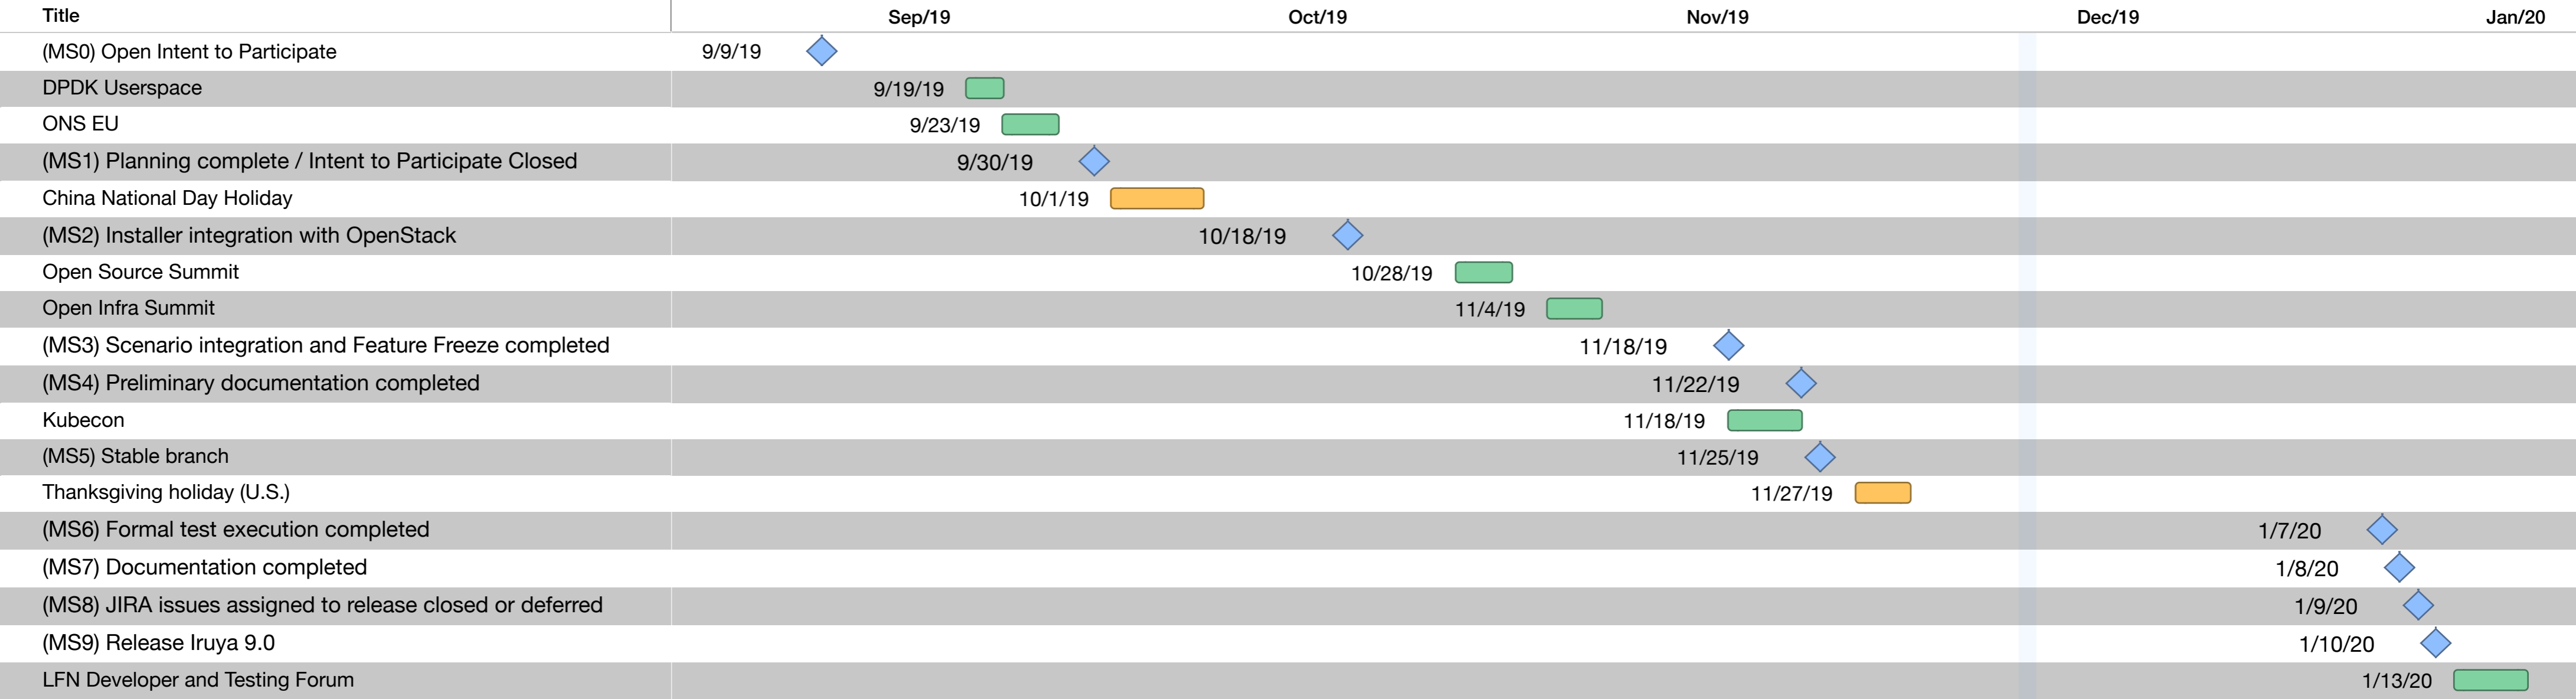 Title Sep/19 Oct/19 Nov/19 Dec/19 Jan/20
(MS0) Open Intent to Participate 9/9/19
DPDK Userspace 9/19/19
ONS EU 9/23/19
(MS1) Planning complete / Intent to Participate Closed 9/30/19
China National Day Holiday 10/1/19
(MS2) Installer integration with OpenStack 10/18/19
Open Source Summit 10/28/19
Open Infra Summit 11/4/19
(MS3) Scenario integration and Feature Freeze completed 11/18/19
(MS4) Preliminary documentation completed 11/22/19
Kubecon 11/18/19
(MS5) Stable branch 11/25/19
Thanksgiving holiday (U.S.) 11/27/19
(MS6) Formal test execution completed 1/7/20
(MS7) Documentation completed 1/8/20
(MS8) JIRA issues assigned to release closed or deferred 1/9/20
(MS9) Release Iruya 9.0 1/10/20
LFN Developer and Testing Forum 1/13/20